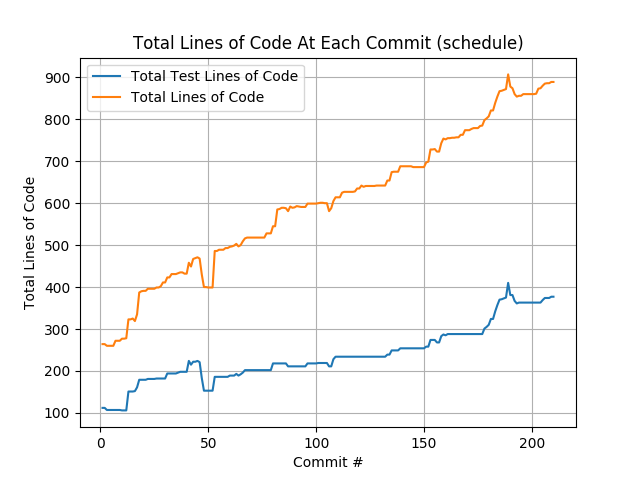 Total Lines of Code At Each Commit (schedule)
Total Test Lines of Code
Total Lines of Code
900
800
700
600
500
400
300
200
100
Total Lines of Code
0 50 100 150 200
Commit #